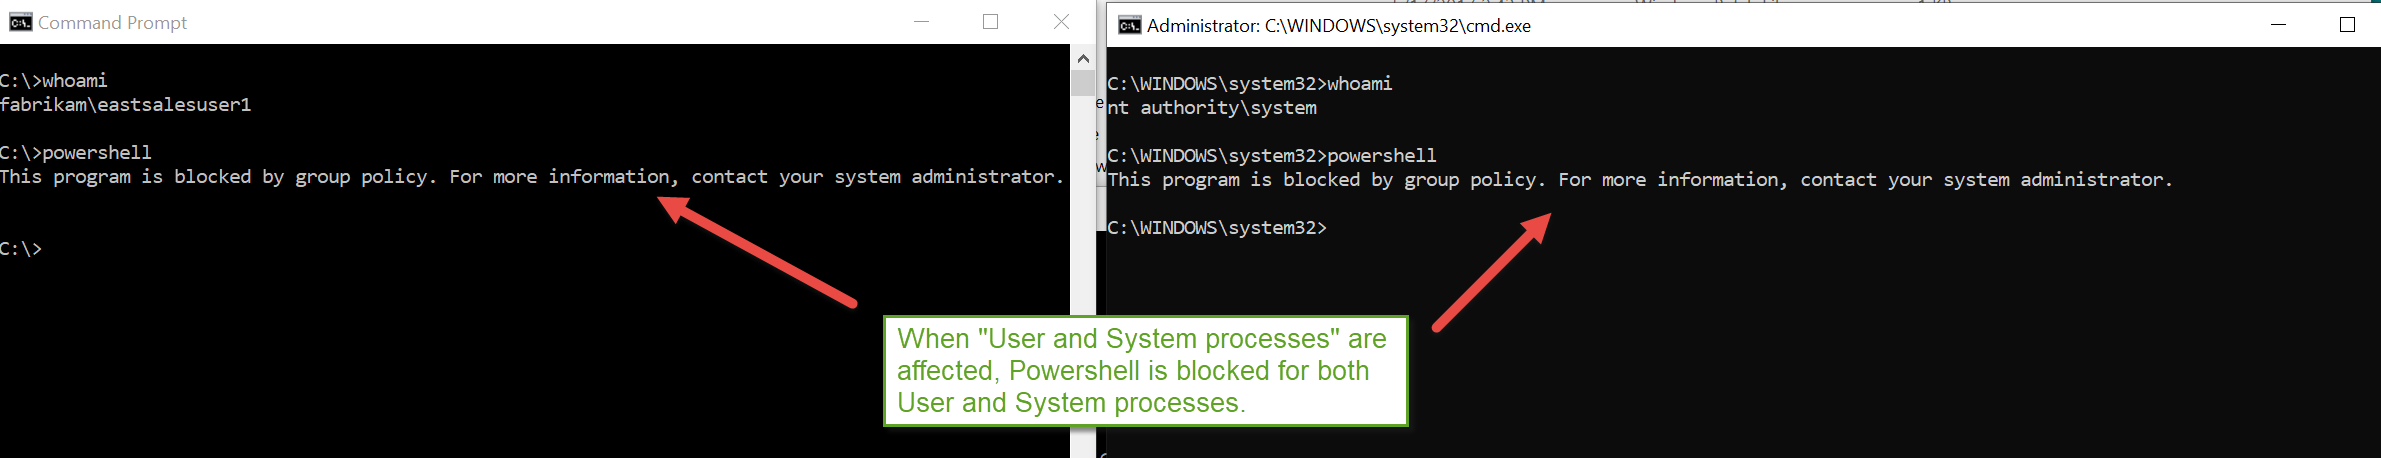 Command Prompt
C:\>whoami
fabrikam\eastsalesuser1
C:\>powershell
This program is blocked by group policy. For more information, contact your system administrator.
C:\>
Administrator: C:\WINDOWS\system32\cmd.exe
C:\WINDOWS\system32>whoami
nt authority\system
C:\WINDOWS\system32>powershell
This program is blocked by group policy. For more information, contact your system administrator.
C:\WINDOWS\system32>
When "User and System processes" are
affected, Powershell is blocked for both
User and System processes.